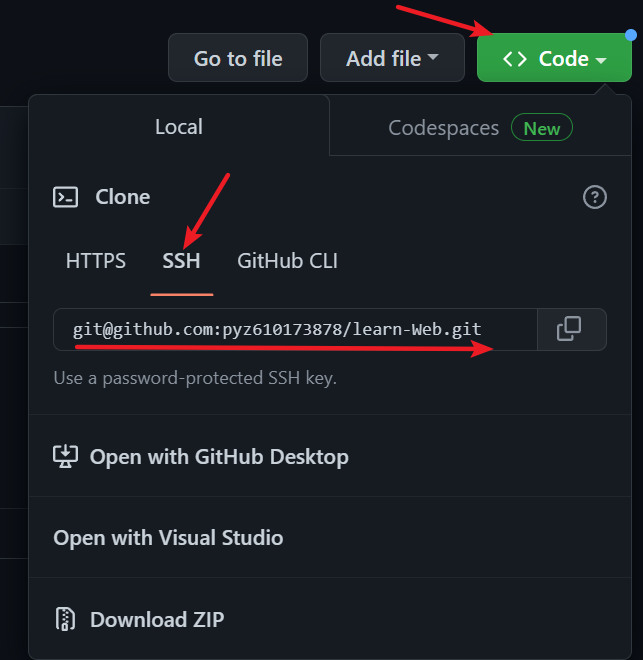 Go to file
Add file
Code
Local
Codespaces
New
Clone
HTTPS
SSH
GitHub CLI
git@github.com:pyz610173878/learn-Web.git
Use a password-protected SSH key.
Open with GitHub Desktop
Open with Visual Studio
Download ZIP